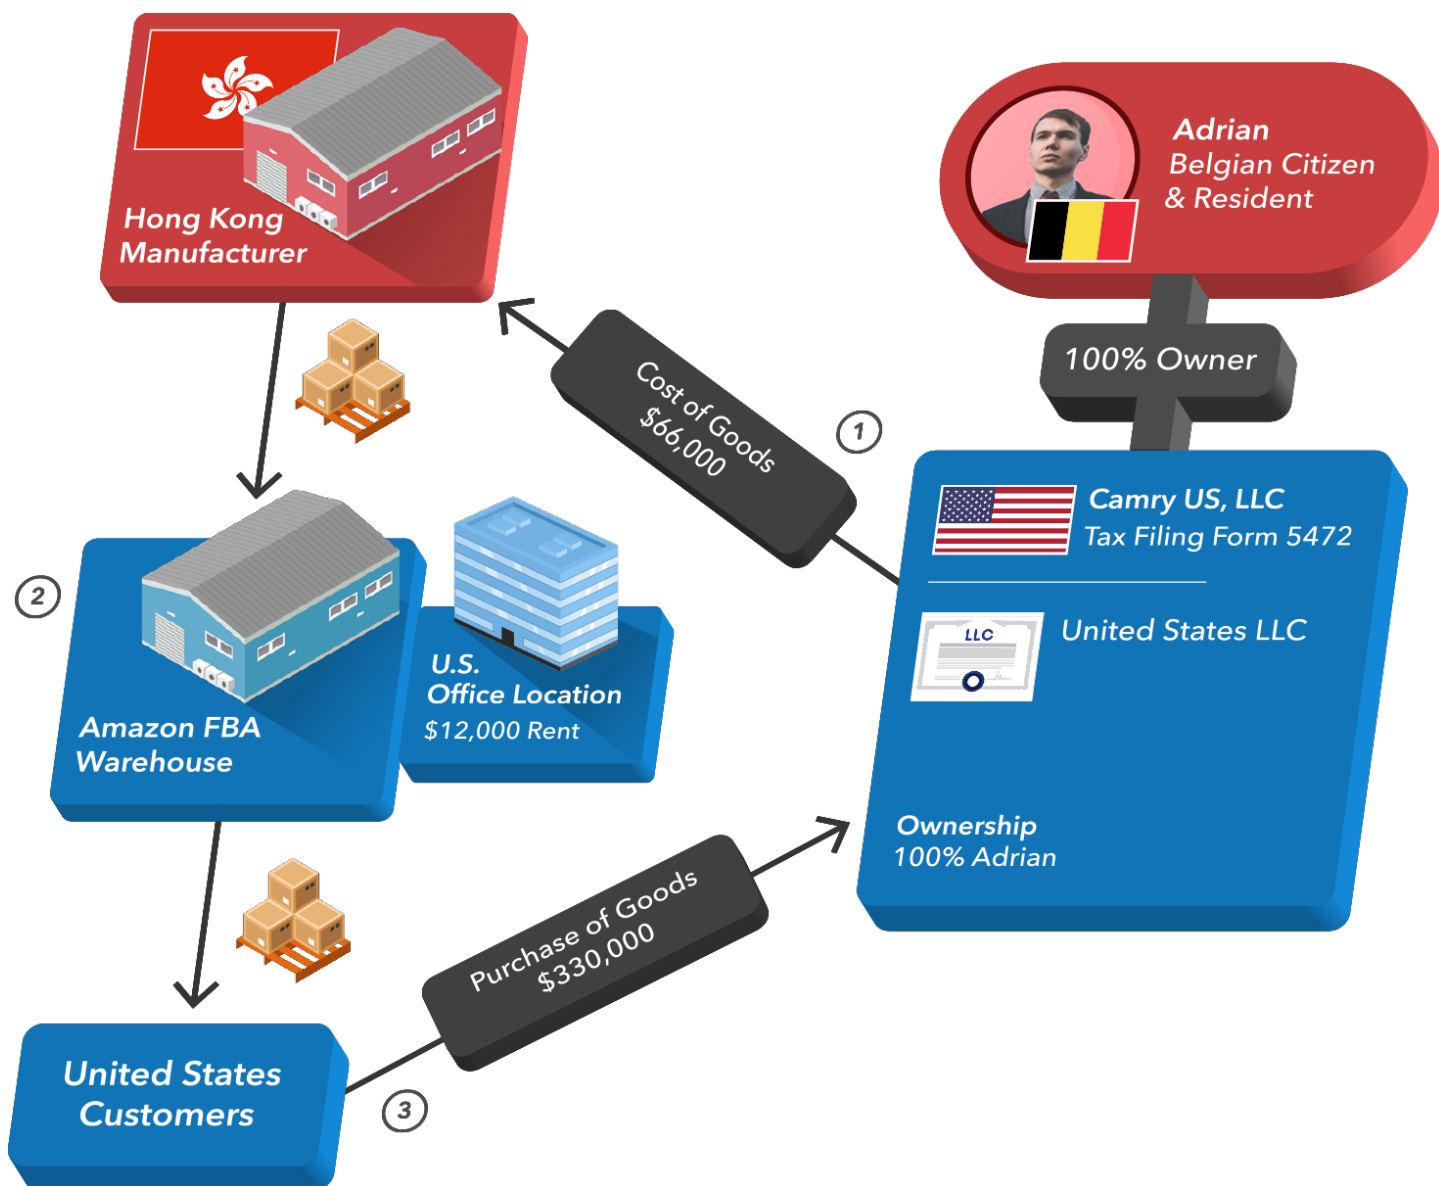 Hong Kong
Manufacturer
Adrian
Belgian Citizen
& Resident
100% Owner
Cost of Goods
$66,000
1
Camry US, LLC
Tax Filing Form 5472
LLC
United States LLC
Ownership
100% Adrian
2
Amazon FBA
Warehouse
U.S.
Office Location
$12,000 Rent
Purchase of Goods
$330,000
3
United States
Customers